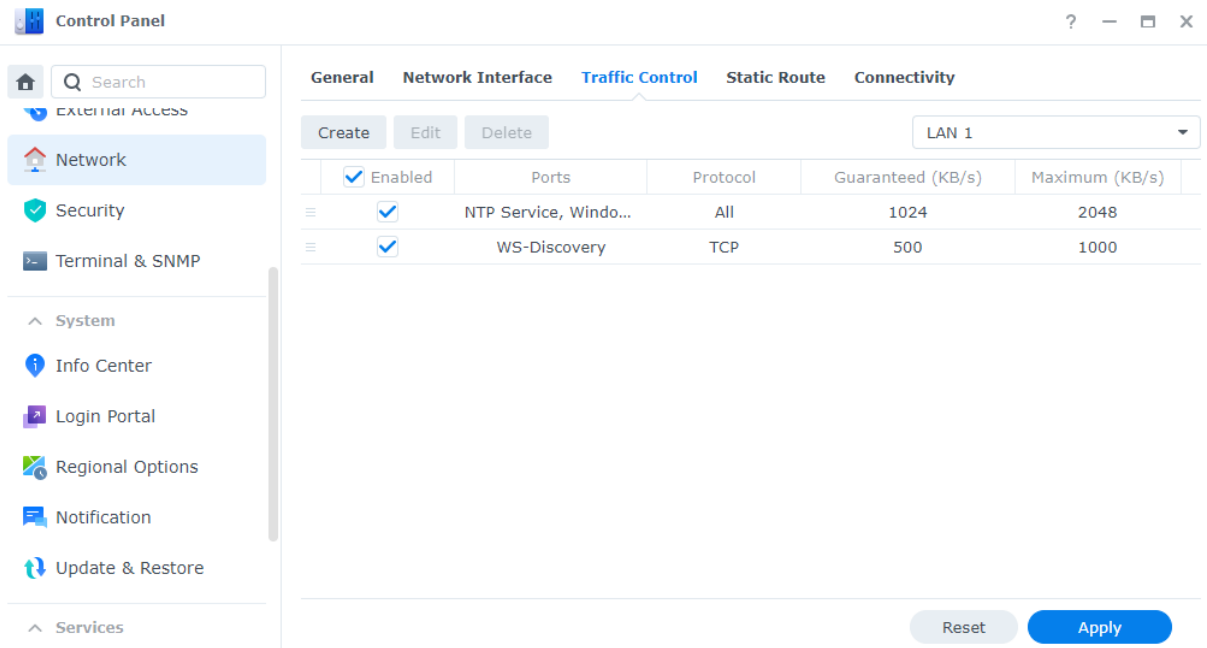 Control Panel
?
Search
External Access
Network
Security
Terminal & SNMP
System
Info Center
Login Portal
Regional Options
Notification
Update & Restore
Services
General Network Interface Traffic Control Static Route Connectivity
Create Edit Delete LAN 1
Enabled Ports Protocol Guaranteed (KB/s) Maximum (KB/s)
NTP Service, Windo... All 1024 2048
WS-Discovery TCP 500 1000
Reset Apply